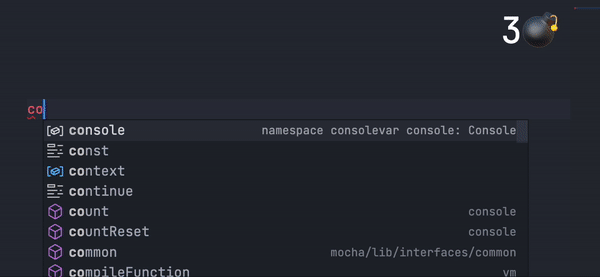 3💣
co
console namespace consolevar console: Console
const
context
continue
count console
countReset console
common mocha/lib/interfaces/common
compileFunction vm